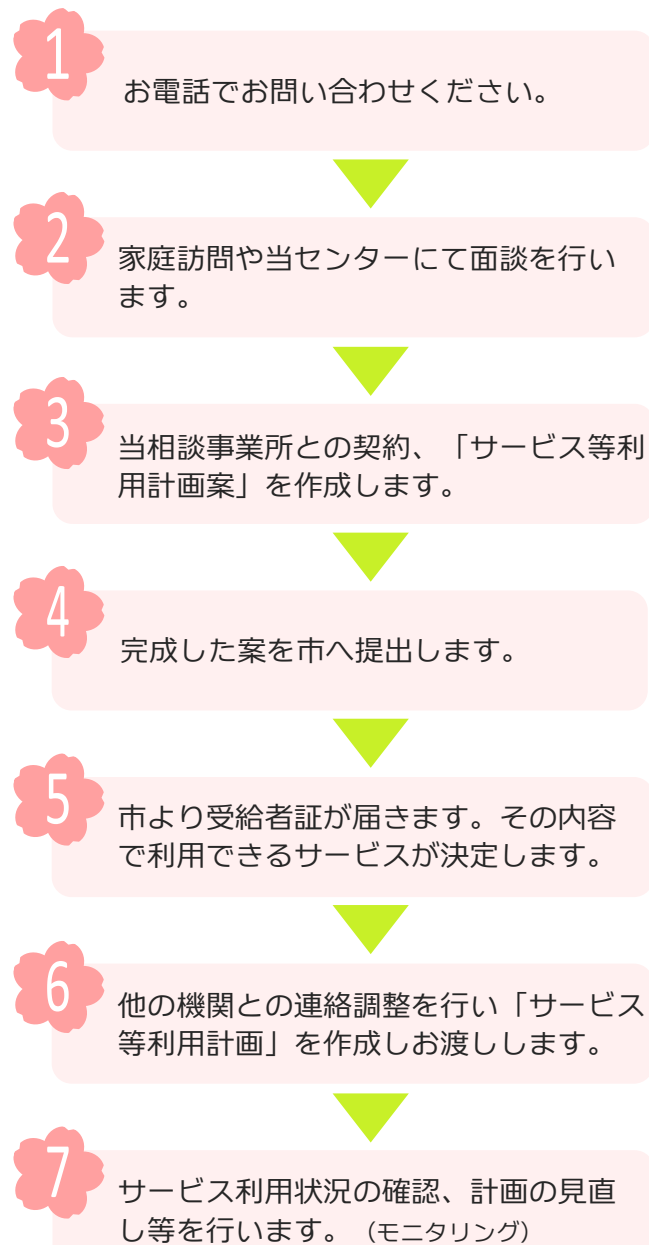 1
お電話でお問い合わせください。
2
家庭訪問や当センターにて面談を行い
ます。
3
当相談事業所との契約、「サービス等利
用計画案」を作成します。
4
完成した案を市へ提出します。
5
市より受給者証が届きます。その内容
で利用できるサービスが決定します。
6
他の機関との連絡調整を行い「サービス
等利用計画」を作成しお渡しします。
7
サービス利用状況の確認、計画の見直
し等を行います。（モニタリング）